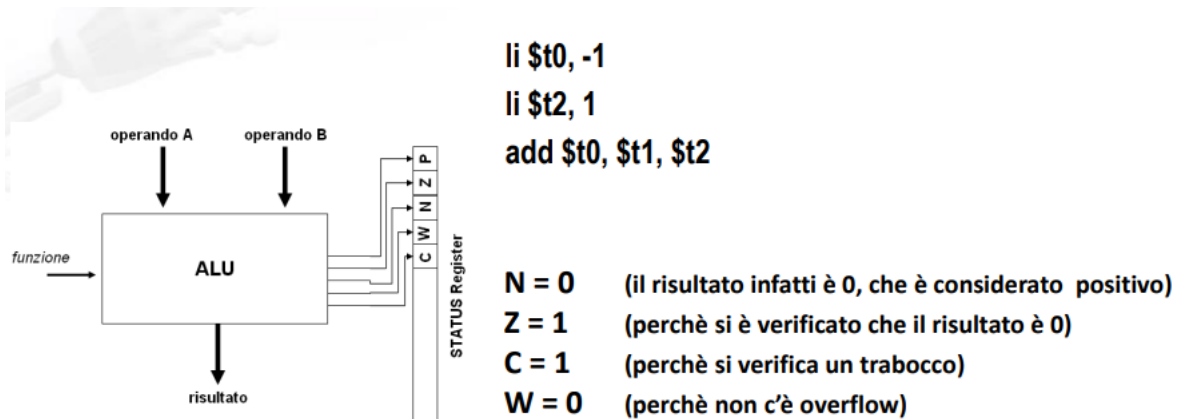 li $t0, -1
li $t2, 1
add $t0, $t1, $t2
operando A operando B
funzione
ALU
risultato
P
Z
N
W
C
STATUS Register
N = 0 (il risultato infatti è 0, che è considerato positivo)
Z = 1 (perchè si è verificato che il risultato è 0)
C = 1 (perchè si verifica un trabocco)
W = 0 (perchè non c'è overflow)